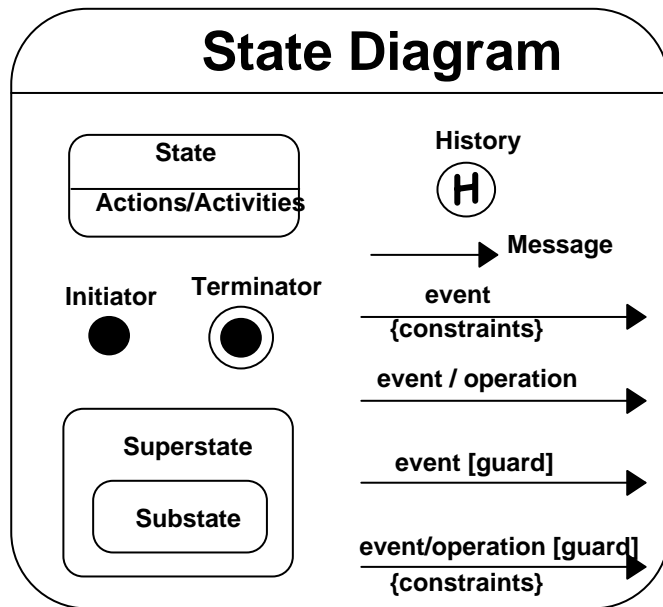 State Diagram
State
Actions/Activities
History
H
Message
Initiator
Terminator
event
{constraints}
event / operation
Superstate
Substate
event [guard]
event/operation [guard]
{constraints}